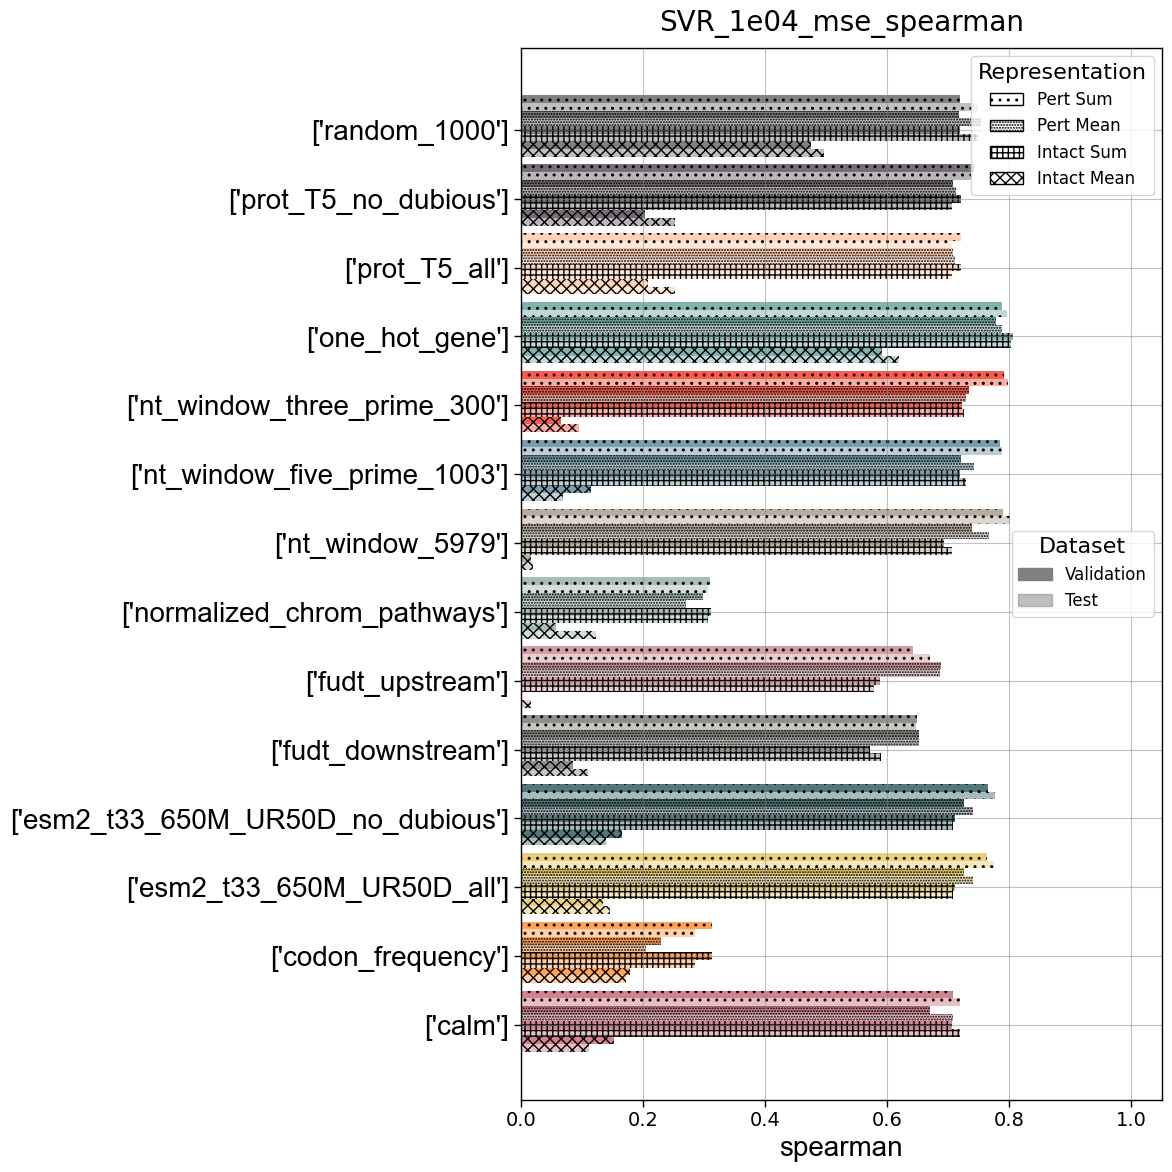 SVR_1e04_mse_spearman
Representation
Pert Sum
Pert Mean
Intact Sum
Intact Mean
['random_1000']
['prot_T5_no_dubious']
['prot_T5_all']
['one_hot_gene']
['nt_window_three_prime_300']
['nt_window_five_prime_1003']
['nt_window_5979']
['normalized_chrom_pathways']
['fudt_upstream']
['fudt_downstream']
['esm2_t33_650M_UR50D_no_dubious']
['esm2_t33_650M_UR50D_all']
['codon_frequency']
['calm']
Dataset
Validation
Test
0.0 0.2 0.4 0.6 0.8 1.0
spearman